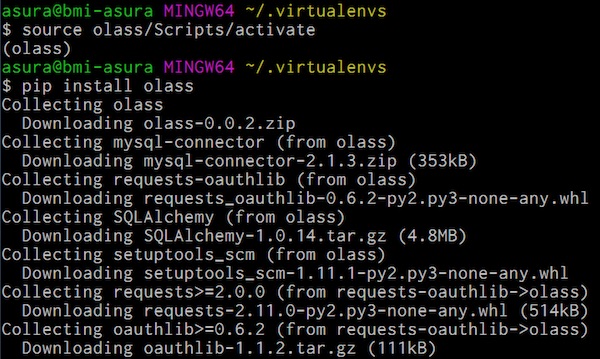 asura@bmi-asura MINGW64 ~/.virtualenvs
$ source olass/Scripts/activate
(olass)
asura@bmi-asura MINGW64 ~/.virtualenvs
$ pip install olass
Collecting olass
  Downloading olass-0.0.2.zip
Collecting mysql-connector (from olass)
  Downloading mysql-connector-2.1.3.zip (353kB)
Collecting requests-oauthlib (from olass)
  Downloading requests_oauthlib-0.6.2-py2.py3-none-any.whl
Collecting SQLAlchemy (from olass)
  Downloading SQLAlchemy-1.0.14.tar.gz (4.8MB)
Collecting setuptools_scm (from olass)
  Downloading setuptools_scm-1.11.1-py2.py3-none-any.whl
Collecting requests>=2.0.0 (from requests-oauthlib->olass)
  Downloading requests-2.11.0-py2.py3-none-any.whl (514kB)
Collecting oauthlib>=0.6.2 (from requests-oauthlib->olass)
  Downloading oauthlib-1.1.2.tar.gz (111kB)